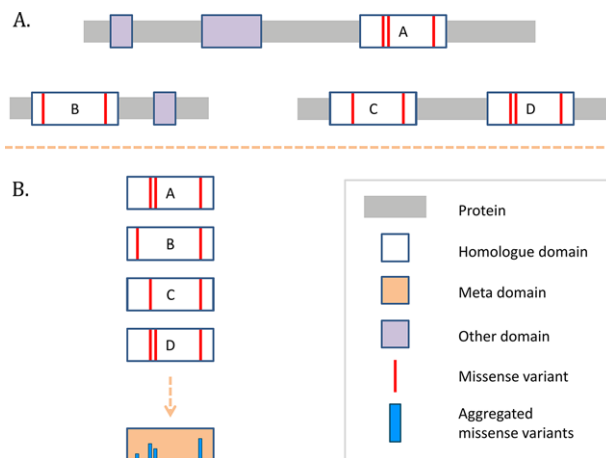 A.
A
B
C
D
B.
A
B
C
D
Protein
Homologue domain
Meta domain
Other domain
Missense variant
Aggregated
missense variants